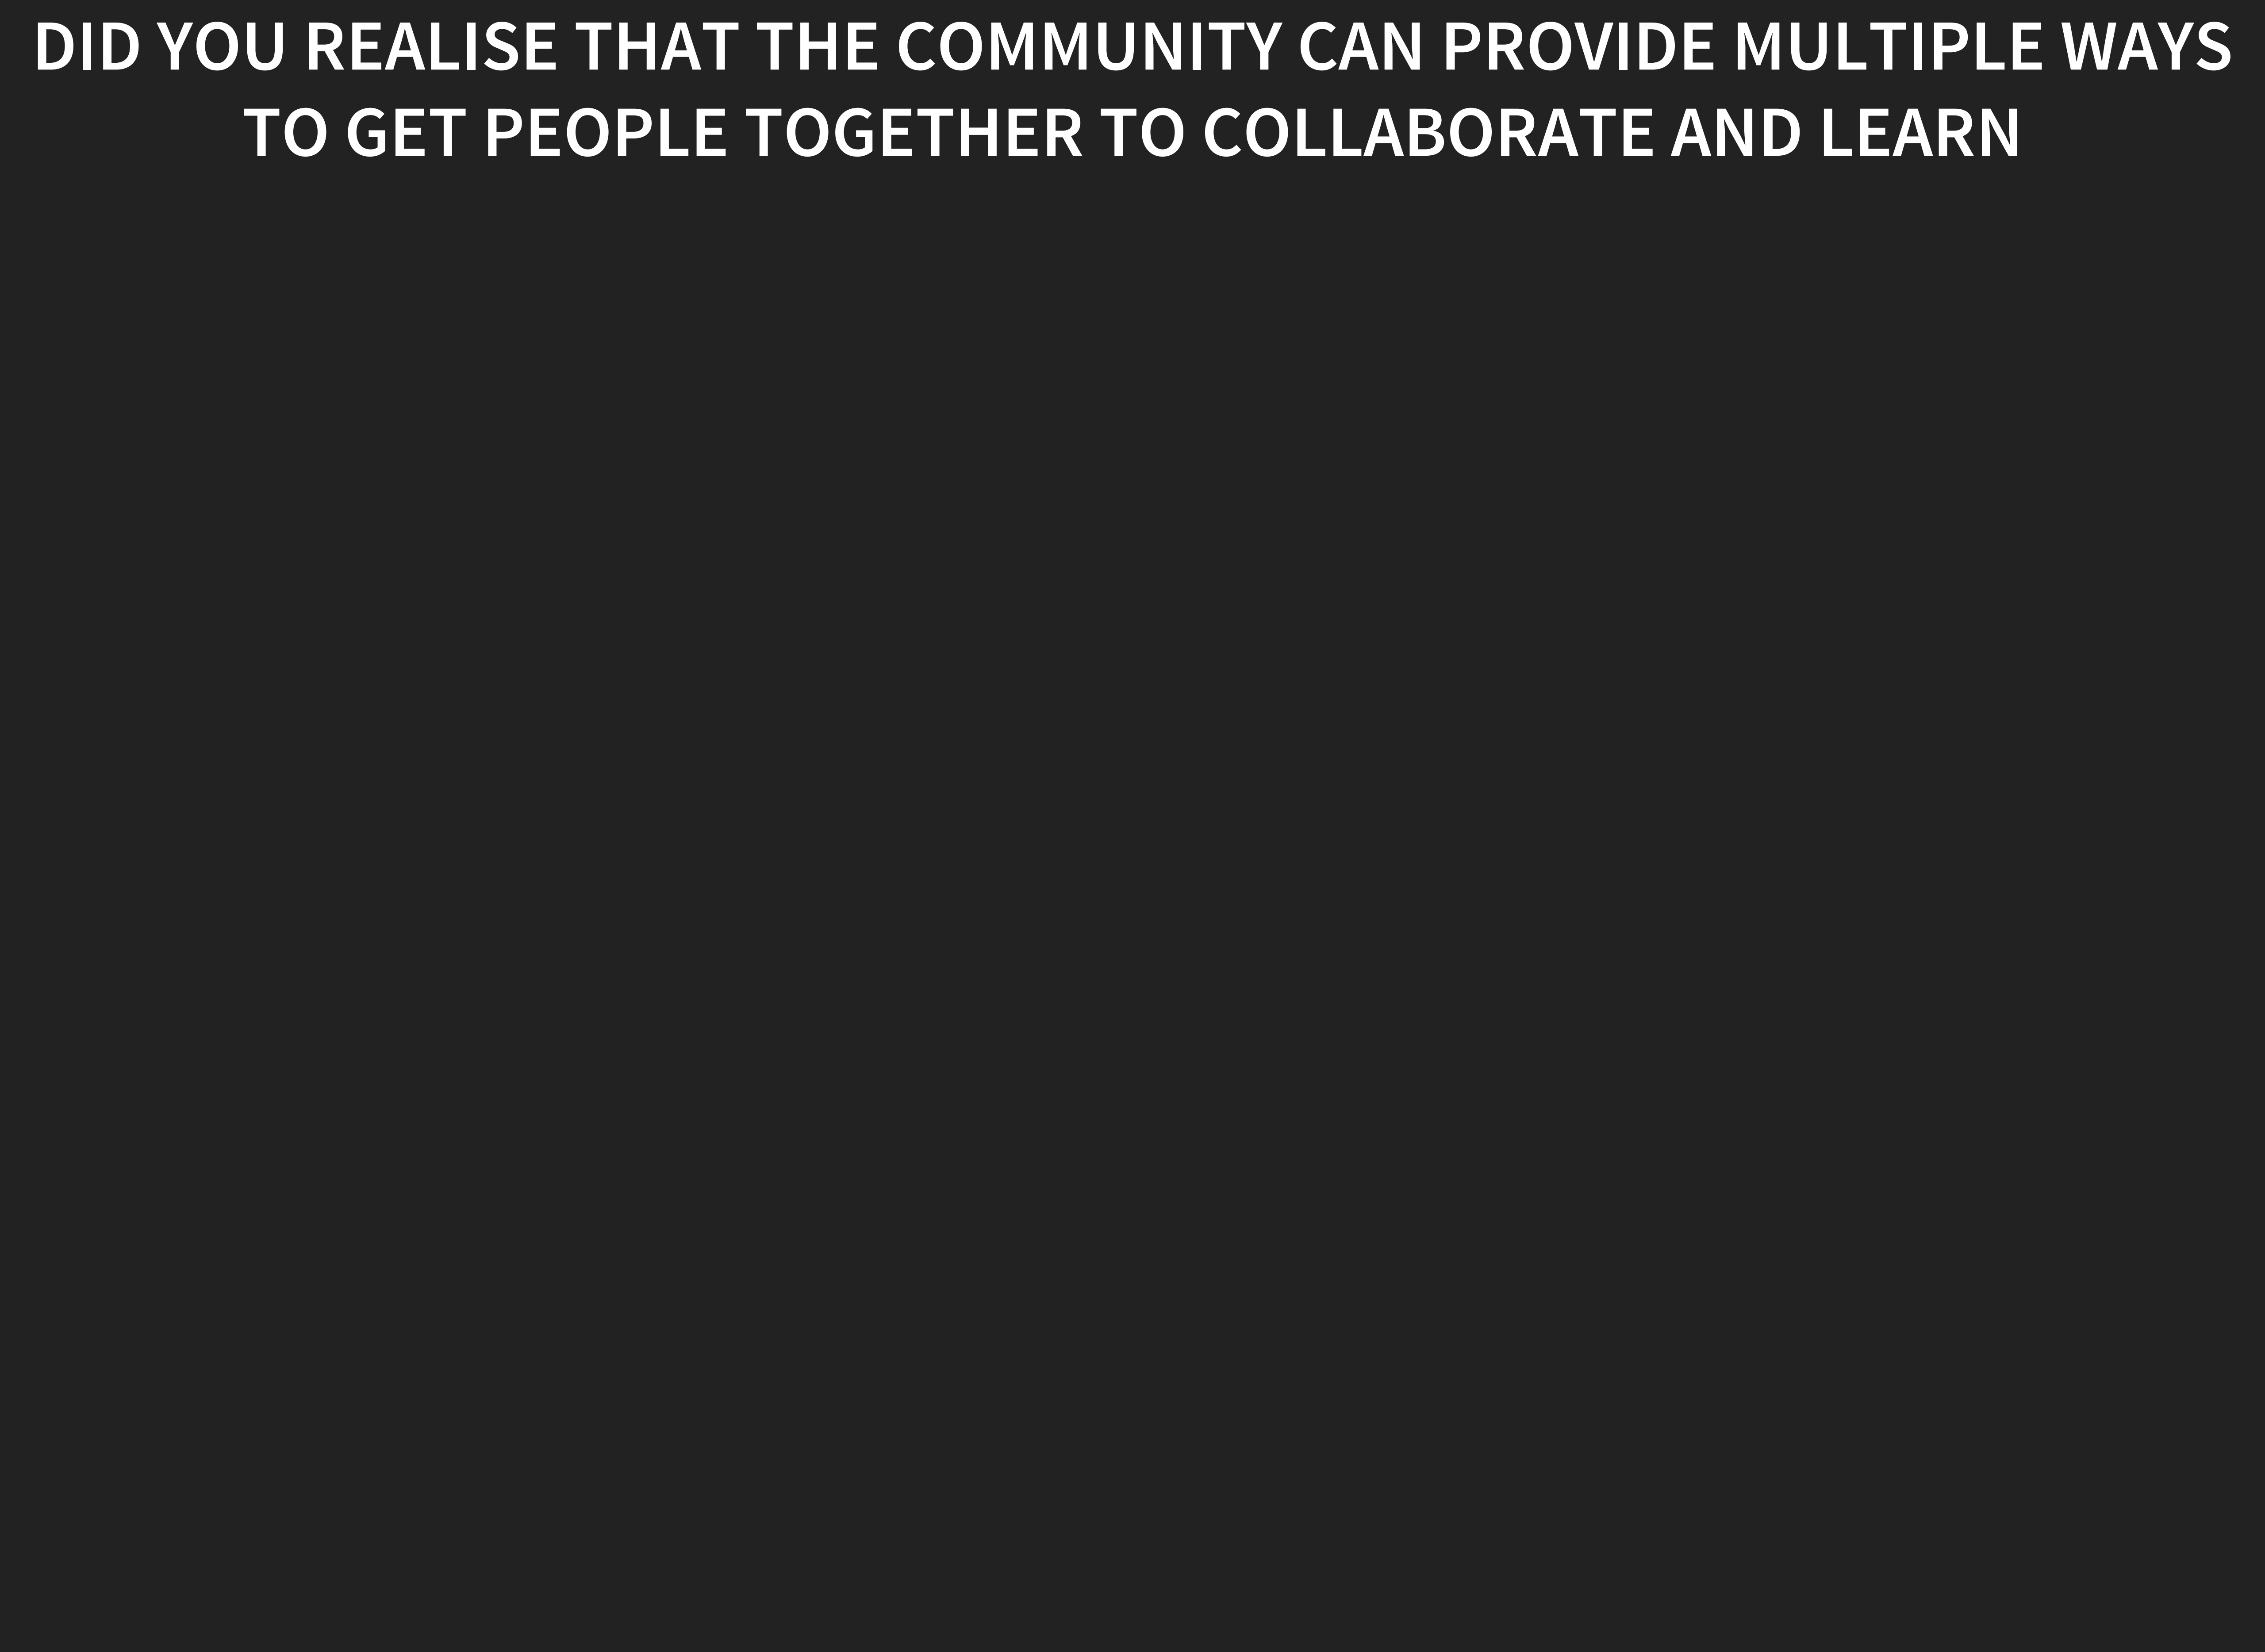 DID YOU REALISE THAT THE COMMUNITY CAN PROVIDE MULTIPLE WAYS
TO GET PEOPLE TOGETHER TO COLLABORATE AND LEARN